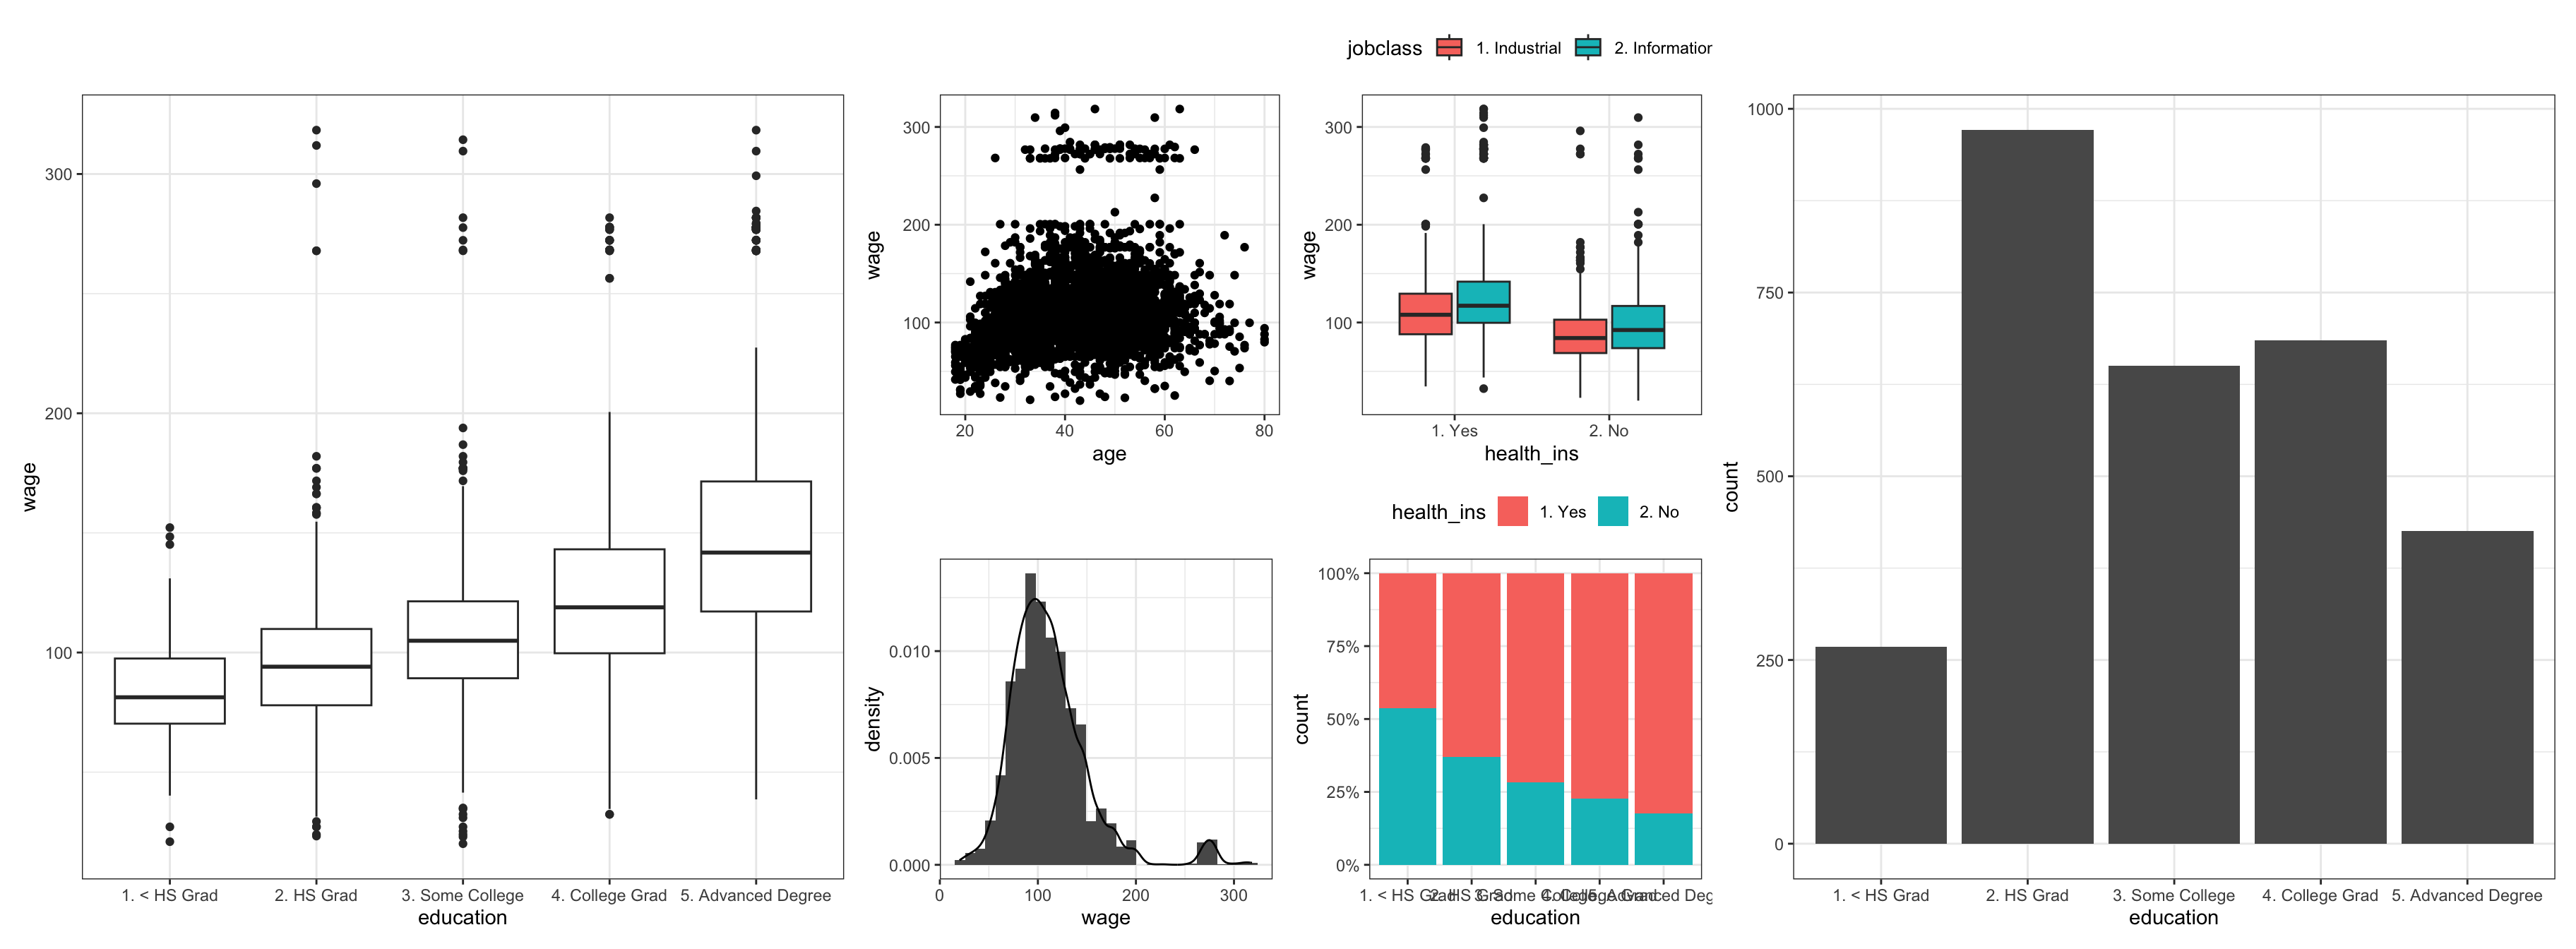 300
200
100
wage
1. < HS Grad 2. HS Grad 3. Some College 4. College Grad 5. Advanced Degree
education
300
200
100
wage
20 40 60 80
age
jobclass 1. Industrial 2. Information
300
200
100
wage
1. Yes 2. No
health_ins
0.010
0.005
0.000
density
0 100 200 300
wage
health_ins 1. Yes 2. No
100%
75%
50%
25%
0%
count
1. < HS
education
1000
750
500
250
0
count
1. < HS Grad 2. HS Grad 3. Some College 4. College Grad 5. Advanced Degree
education